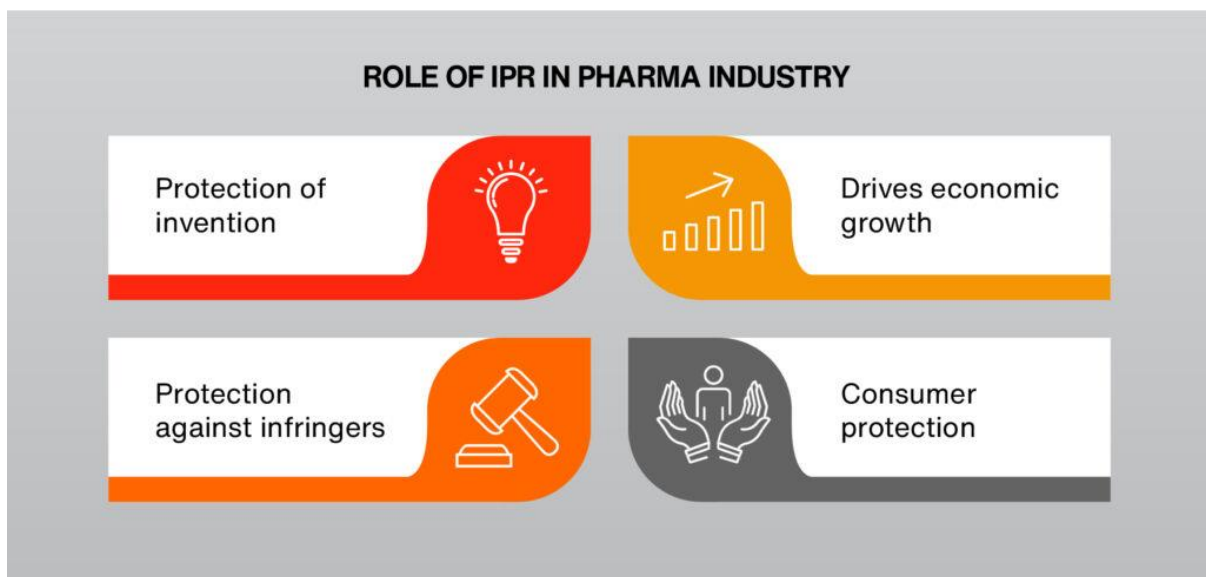 ROLE OF IPR IN PHARMA INDUSTRY
Protection of
invention
Drives economic
growth
Protection
against infringers
Consumer
protection